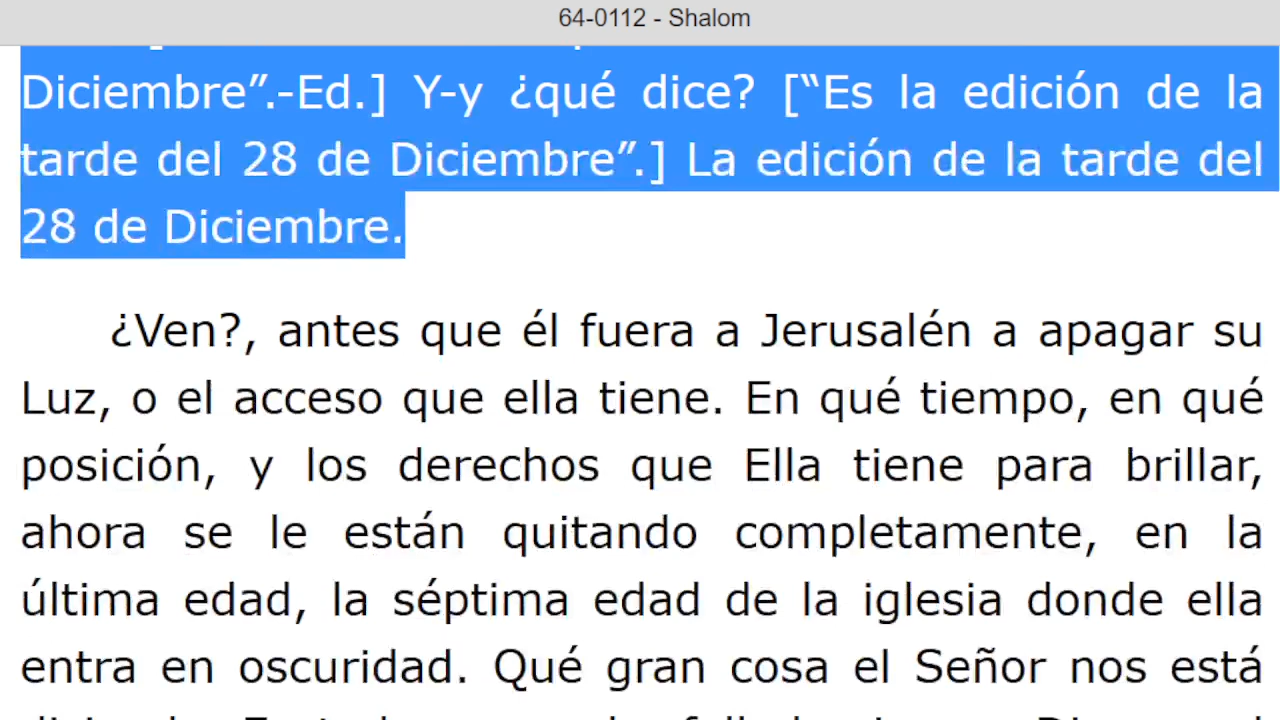 64-0112 - Shalom
Diciembre”.-Ed.] Y-y ¿qué dice? [“Es la edición de la
tarde del 28 de Diciembre”.] La edición de la tarde del
28 de Diciembre.
¿Ven?, antes que él fuera a Jerusalén a apagar su
Luz, o el acceso que ella tiene. En qué tiempo, en qué
posición, y los derechos que Ella tiene para brillar,
ahora se le están quitando completamente, en la
última edad, la séptima edad de la iglesia donde ella
entra en oscuridad. Qué gran cosa el Señor nos está